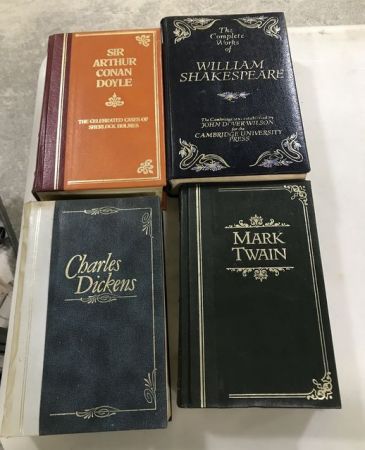 SIR
ARTHUR
CONAN
DOYLE
THE CELEBRATED CASES OF
SHERLOCK HOLMES
The
Complete
Works
of
WILLIAM
SHAKESPEARE
The Cambridge text established by
JOHN DOVER WILSON
for the
CAMBRIDGE UNIVERSITY
PRESS
Charles
Dickens
MARK
TWAIN